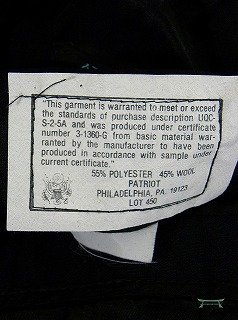 "This garment is warranted to meet or exceed
the standards of purchase description UQC-
S-2-5A and was produced under certificate
number 3-1360-G from basic material war-
ranted by the manufacturer to have been
produced in accordance with sample under
current certificate."
55% POLYESTER 45% WOOL
PATRIOT
PHILADELPHIA, PA. 19123
LOT 450